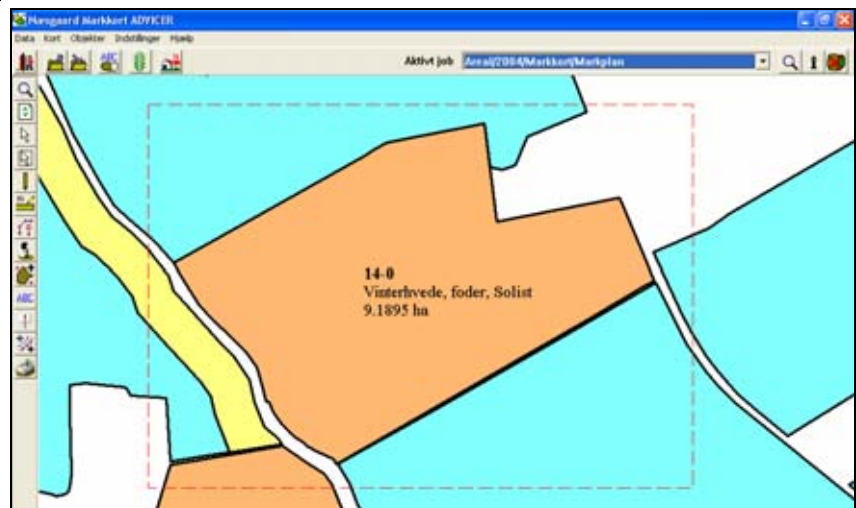 Næsgaard Markkort ADVICER
Data Kort Objekter Indstillinger Hjælp
ABC Aktivt job Areal/2004/Markkort/Markplan
ABC
14-0
Vinterhvede, foder, Solist
9.1895 ha